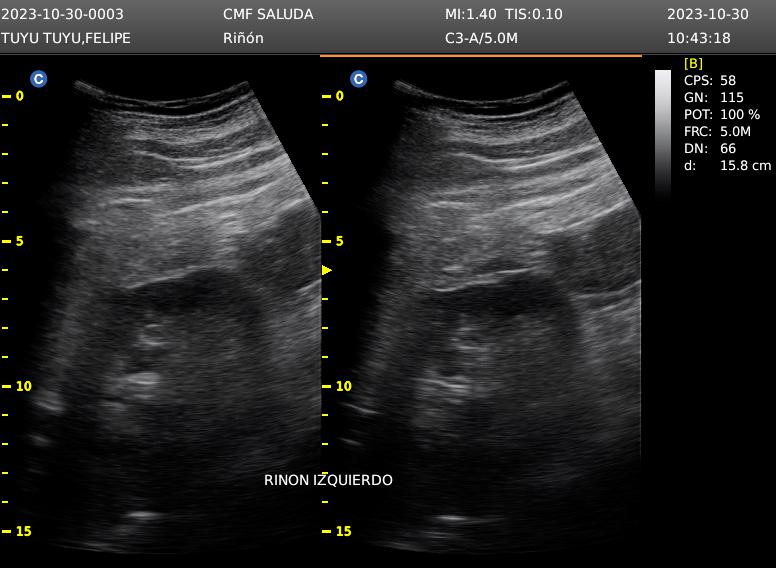 2023-10-30-0003 CMF SALUDA MI:1.40 TIS:0.10 2023-10-30
TUYU TUYU,FELIPE Riñón C3-A/5.0M 10:43:18
[B]
CPS: 58
GN: 115
POT: 100 %
FRC: 5.0M
DN: 66
d: 15.8 cm
C C
0 0
5 5
10 10
RINON IZQUIERDO
15 15